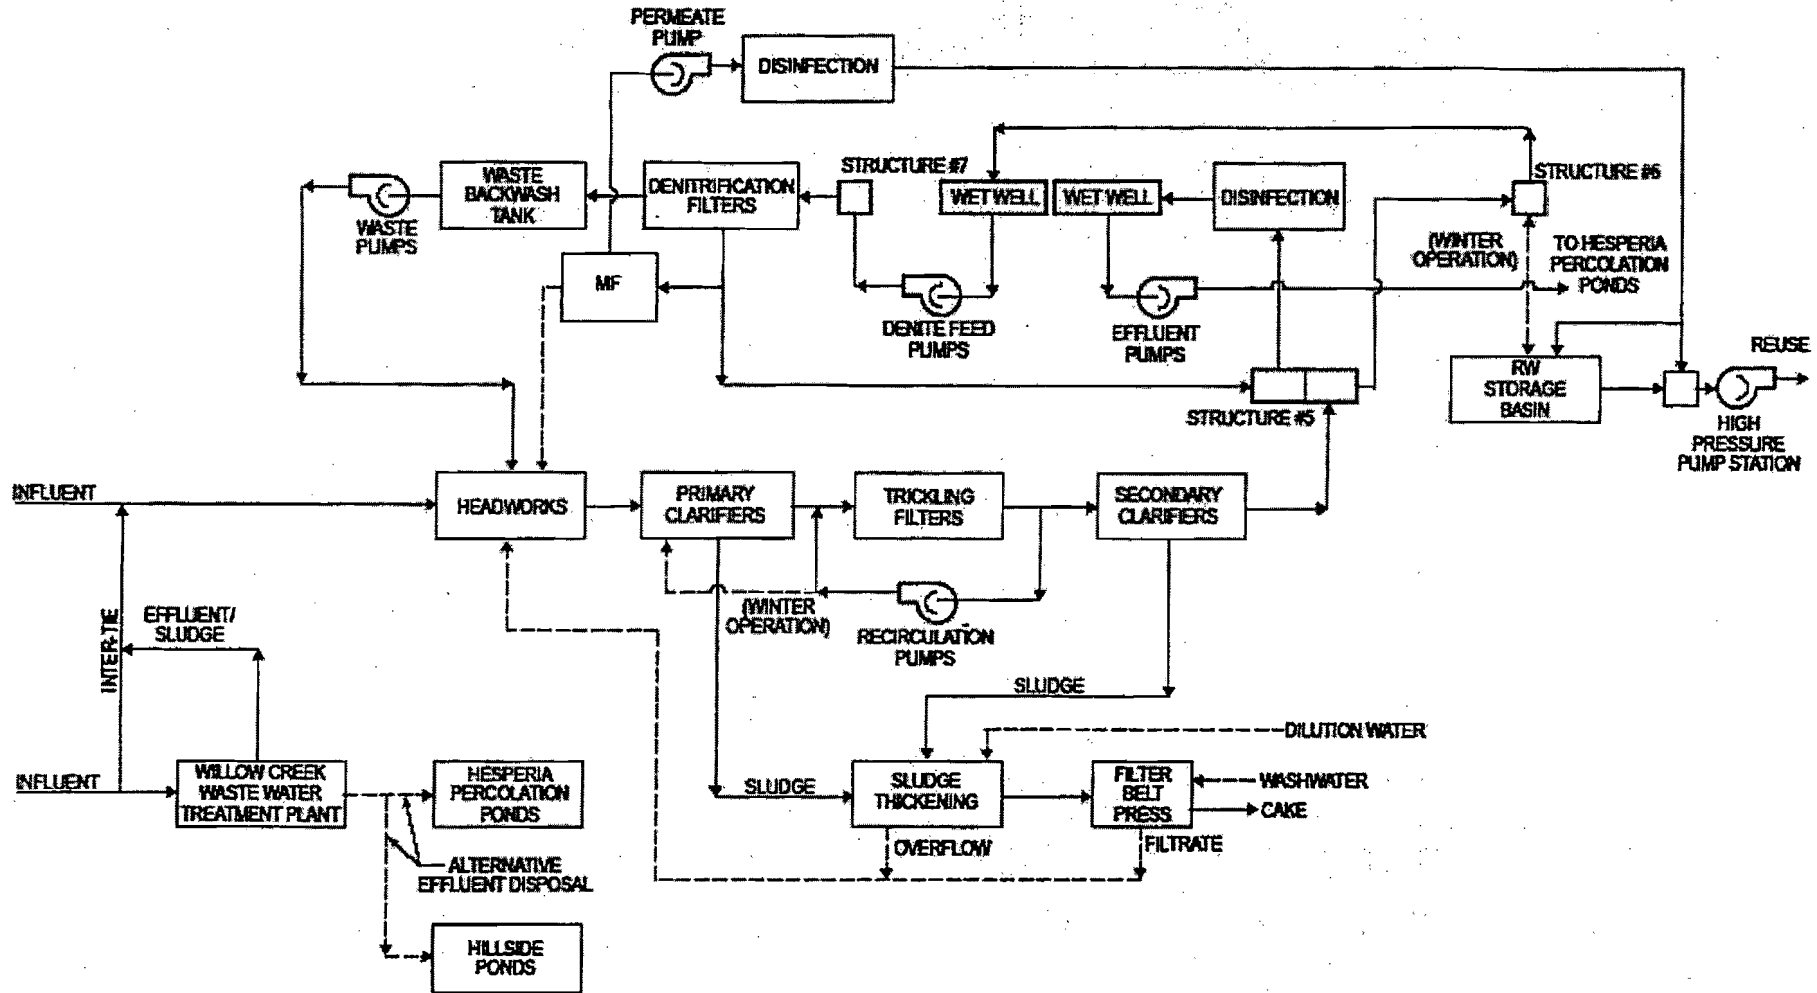 PERMEATE
PUMP
DISINFECTION
WASTE
BACKWASH
TANK
WASTE
PUMPS
DENITRIFICATION
FILTERS
STRUCTURE #7
WET WELL
WET WELL
DISINFECTION
STRUCTURE #6
(WINTER
OPERATION)
TO HESPERIA
PERCOLATION
PONDS
MF
DENITE FEED
PUMPS
EFFLUENT
PUMPS
STRUCTURE #5
RW
STORAGE
BASIN
REUSE
HIGH
PRESSURE
PUMP STATION
INFLUENT
HEADWORKS
PRIMARY
CLARIFIERS
TRICKLING
FILTERS
SECONDARY
CLARIFIERS
(WINTER
OPERATION)
RECIRCULATION
PUMPS
INTER-TIE
EFFLUENT/
SLUDGE
SLUDGE
DILUTION WATER
INFLUENT
WILLOW CREEK
WASTE WATER
TREATMENT PLANT
HESPERIA
PERCOLATION
PONDS
SLUDGE
SLUDGE
THICKENING
FILTER
BELT
PRESS
WASHWATER
CAKE
OVERFLOW
FILTRATE
ALTERNATIVE
EFFLUENT DISPOSAL
HILLSIDE
PONDS